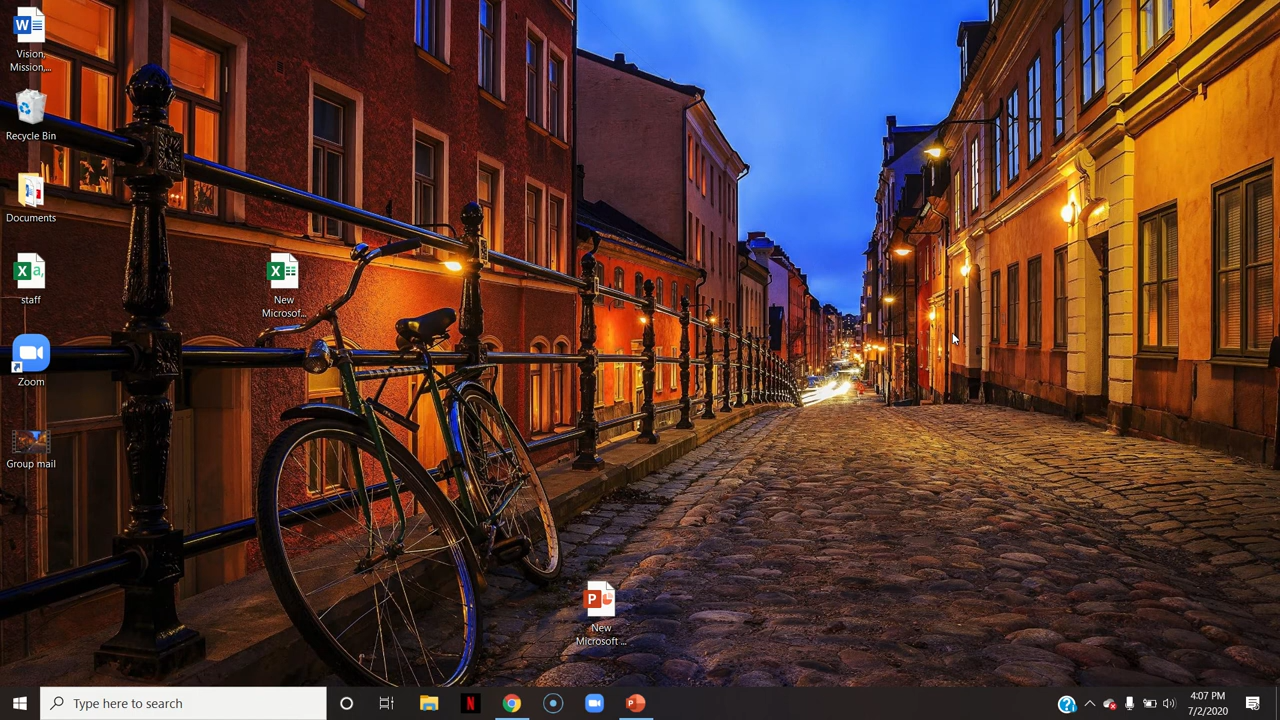 Vision,
Mission,...
Recycle Bin
Documents
staff
New
Microsof...
Zoom
Group mail
New
Microsoft ...
Type here to search
4:07 PM
7/2/2020